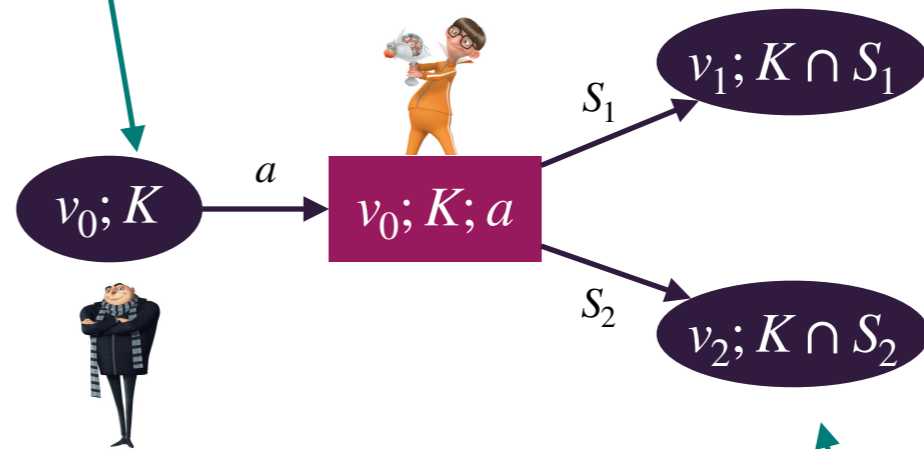 v₁; K ∩ S₁
S₁
a
v₀; K
v₀; K; a
S₂
v₂; K ∩ S₂